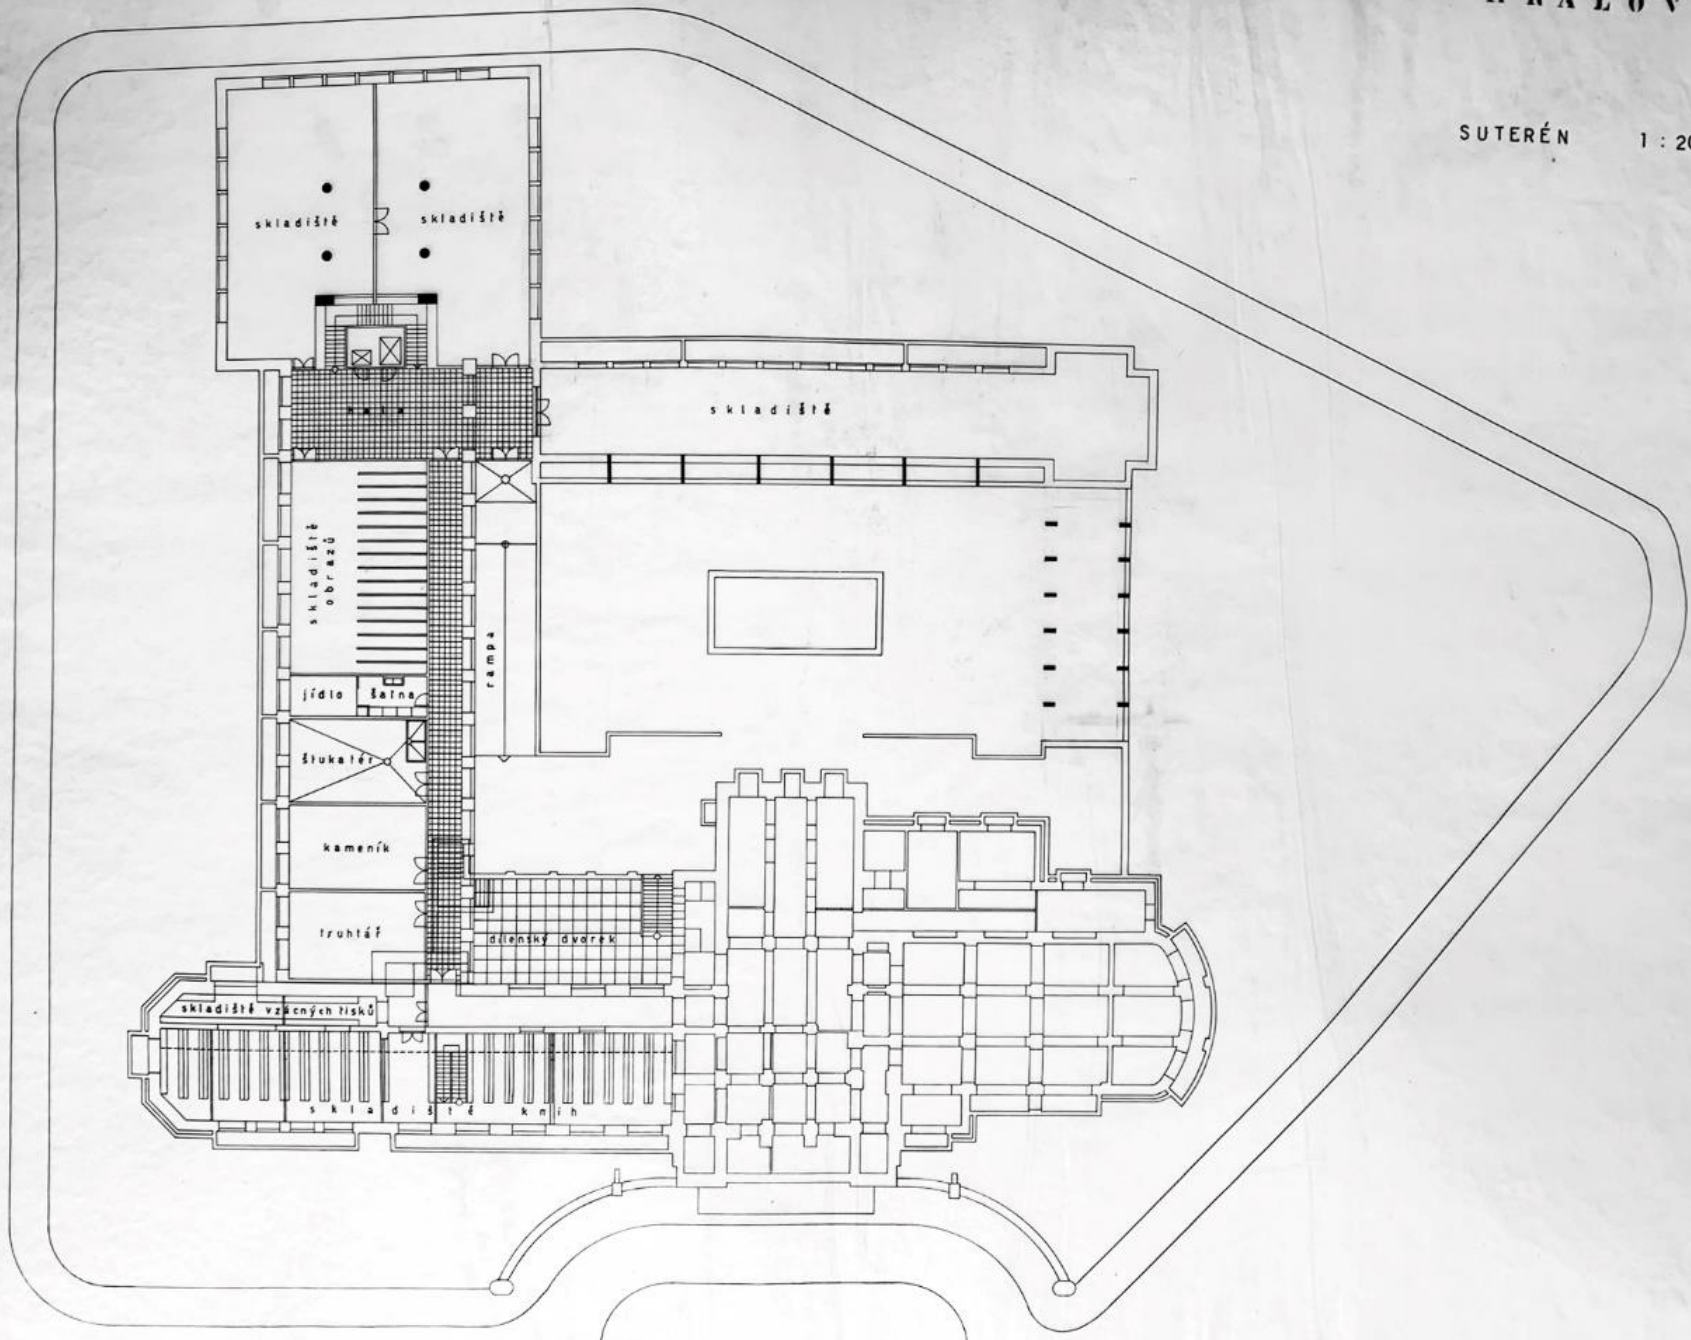 SUTERÉN 1 : 20
skladiště skladiště
hala
skladiště
skladiště
obrazů
rampa
jídlo šatna
štukatér
kameník
truhlář
dílenský dvorek
skladiště vzácných tisků
skladiště knih